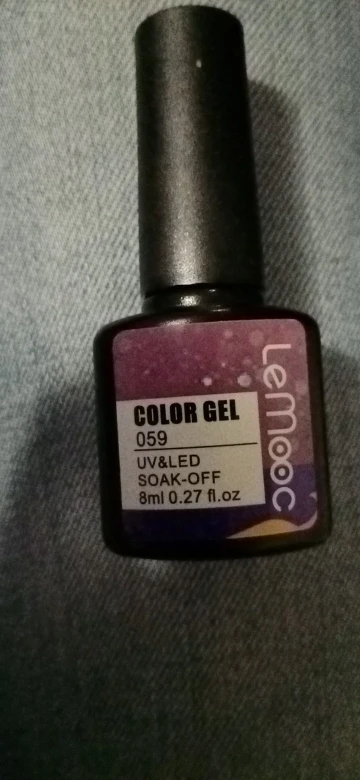 COLOR GEL
059
UV&LED
SOAK-OFF
8ml 0.27 fl.oz
Lemooc